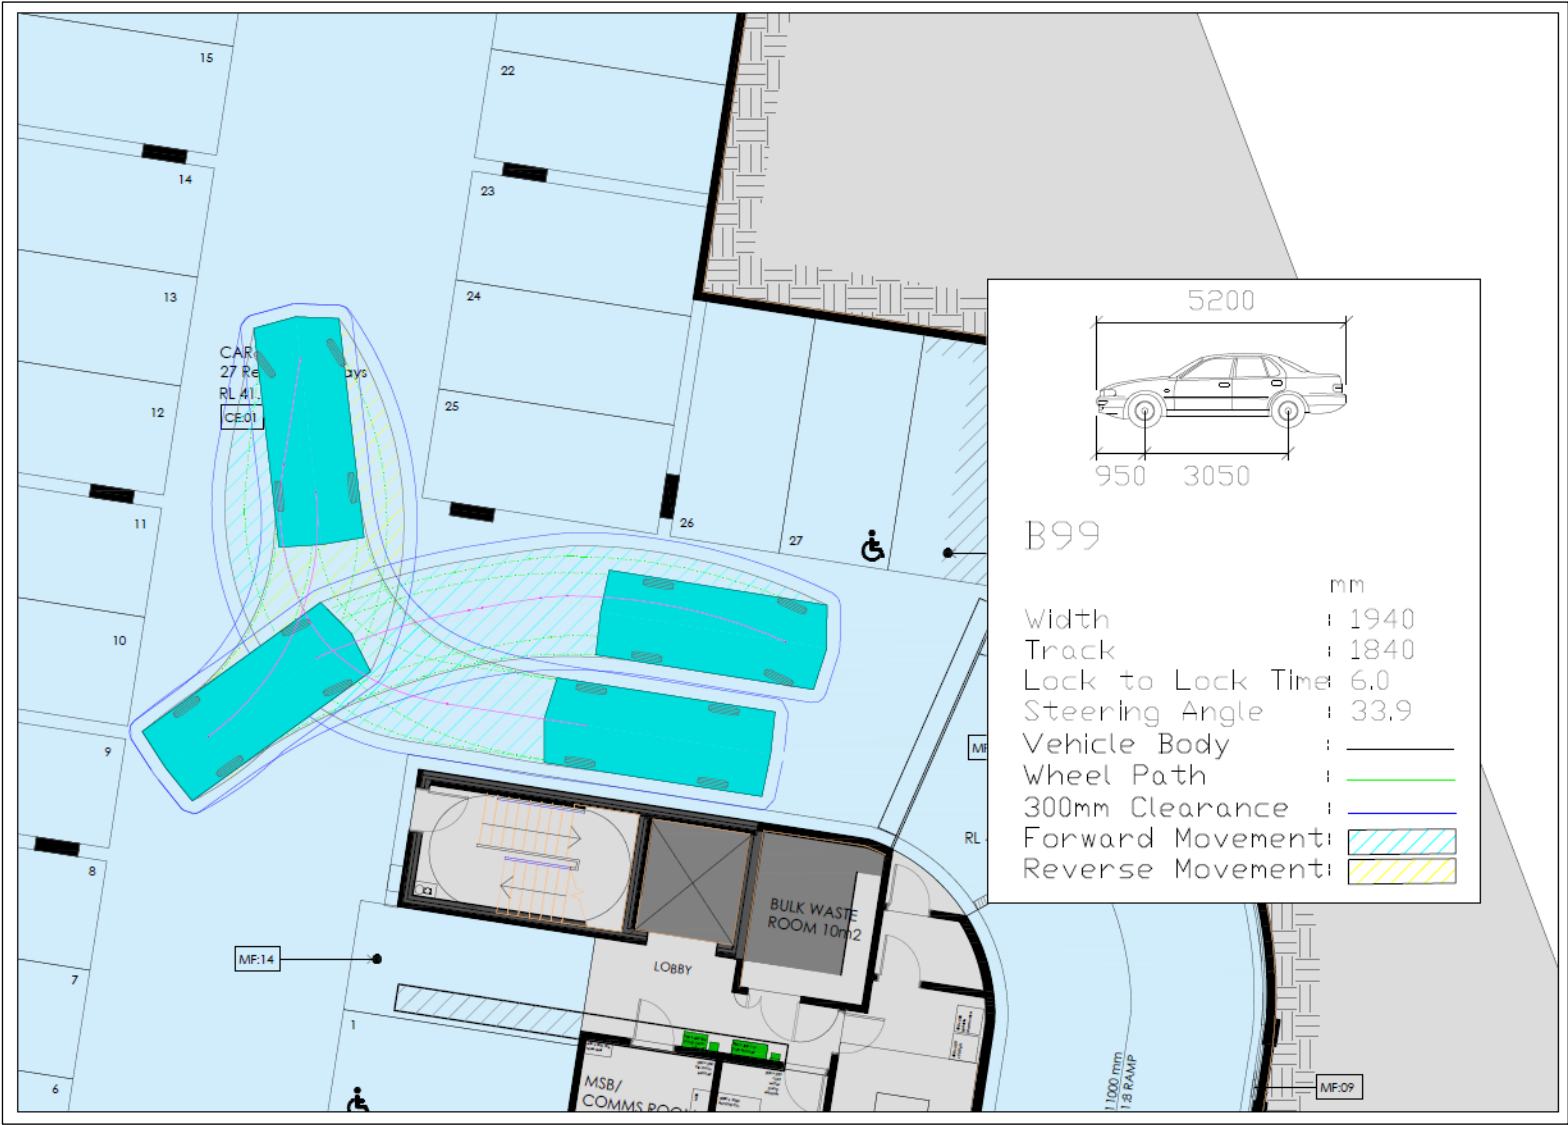 15
22
14
23
13
24
CAR
27 Re ays
RL 41.
CE:01
12
25
11
26
27
10
9
8
7
6
MF:14
1
LOBBY
BULK WASTE
ROOM 10m2
MSB/
COMMS ROO
RL
11000 mm
1:8 RAMP
MF:09
5200
950 3050
B99
mm
Width : 1940
Track : 1840
Lock to Lock Time: 6.0
Steering Angle : 33.9
Vehicle Body :
Wheel Path :
300mm Clearance :
Forward Movement:
Reverse Movement: